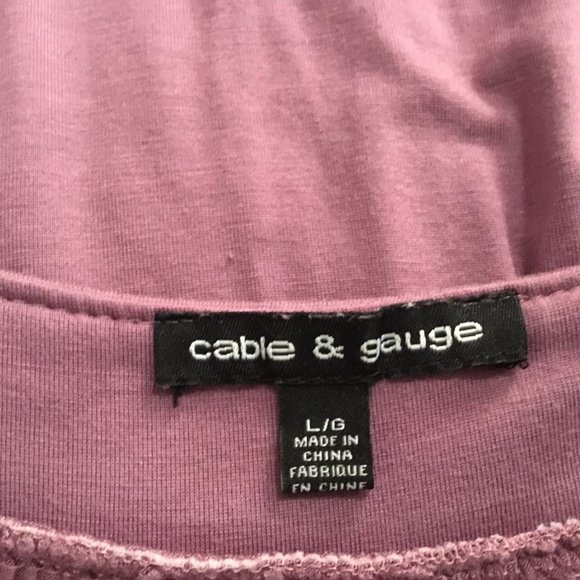 cable & gauge
L/G
MADE IN
CHINA
FABRIQUE
EN CHINE